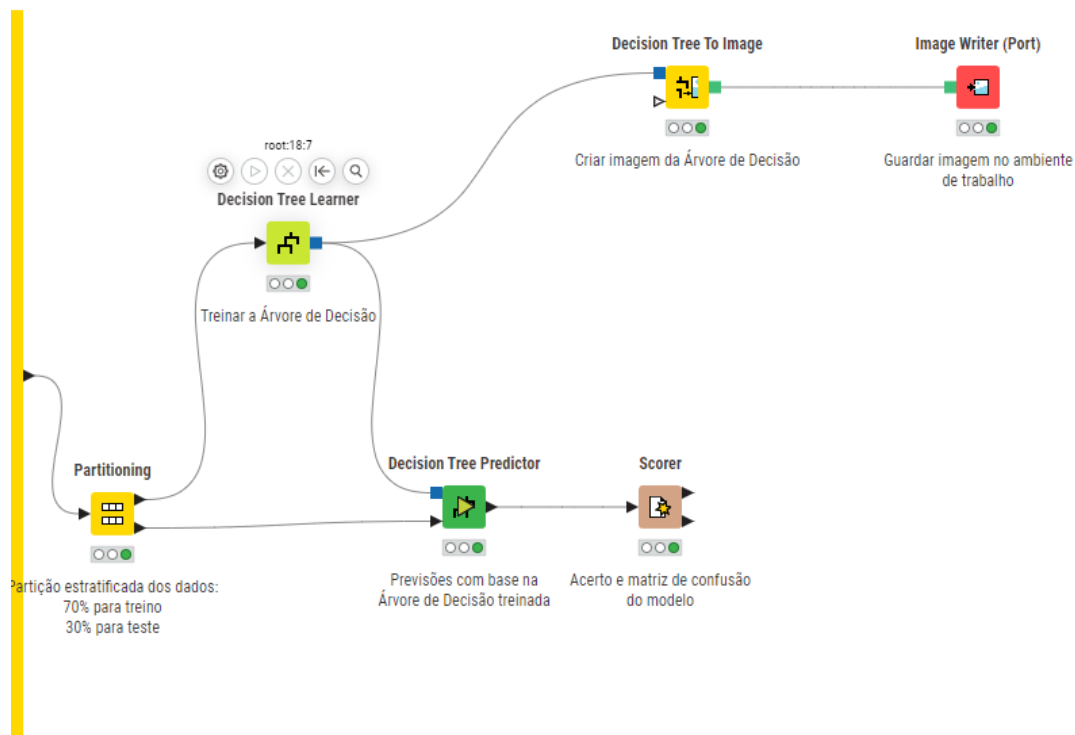 Decision Tree To Image
Image Writer (Port)
Criar imagem da Árvore de Decisão
Guardar imagem no ambiente
de trabalho
root:18:7
Decision Tree Learner
Treinar a Árvore de Decisão
Partitioning
Decision Tree Predictor
Scorer
Partição estratificada dos dados:
70% para treino
30% para teste
Previsões com base na
Árvore de Decisão treinada
Acerto e matriz de confusão
do modelo